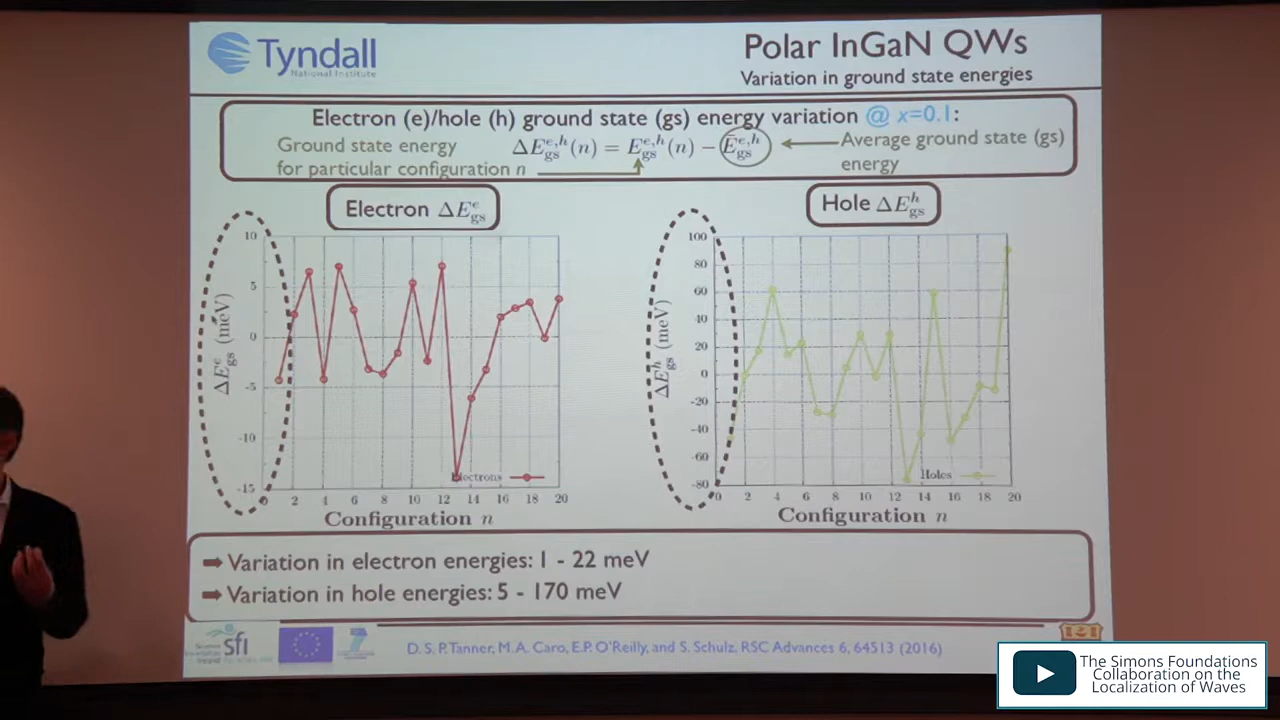 Tyndall
National Institute
Polar InGaN QWs
Variation in ground state energies
Electron (e)/hole (h) ground state (gs) energy variation @ x=0.1:
Ground state energy
for particular configuration n
ΔE_gs^{e,h}(n) = E_gs^{e,h}(n) − Ē_gs^{e,h}
Average ground state (gs)
energy
Electron ΔE_gs^e
Hole ΔE_gs^h
10
5
0
-5
-10
-15
ΔE_gs^e (meV)
Electrons
0 2 4 6 8 10 12 14 16 18 20
Configuration n
100
80
60
40
20
0
-20
-40
-60
-80
ΔE_gs^h (meV)
Holes
0 2 4 6 8 10 12 14 16 18 20
Configuration n
➡ Variation in electron energies: 1 - 22 meV
➡ Variation in hole energies: 5 - 170 meV
sfi
D. S. P. Tanner, M.A. Caro, E.P. O'Reilly, and S. Schulz, RSC Advances 6, 64513 (2016)
The Simons Foundations
Collaboration on the
Localization of Waves